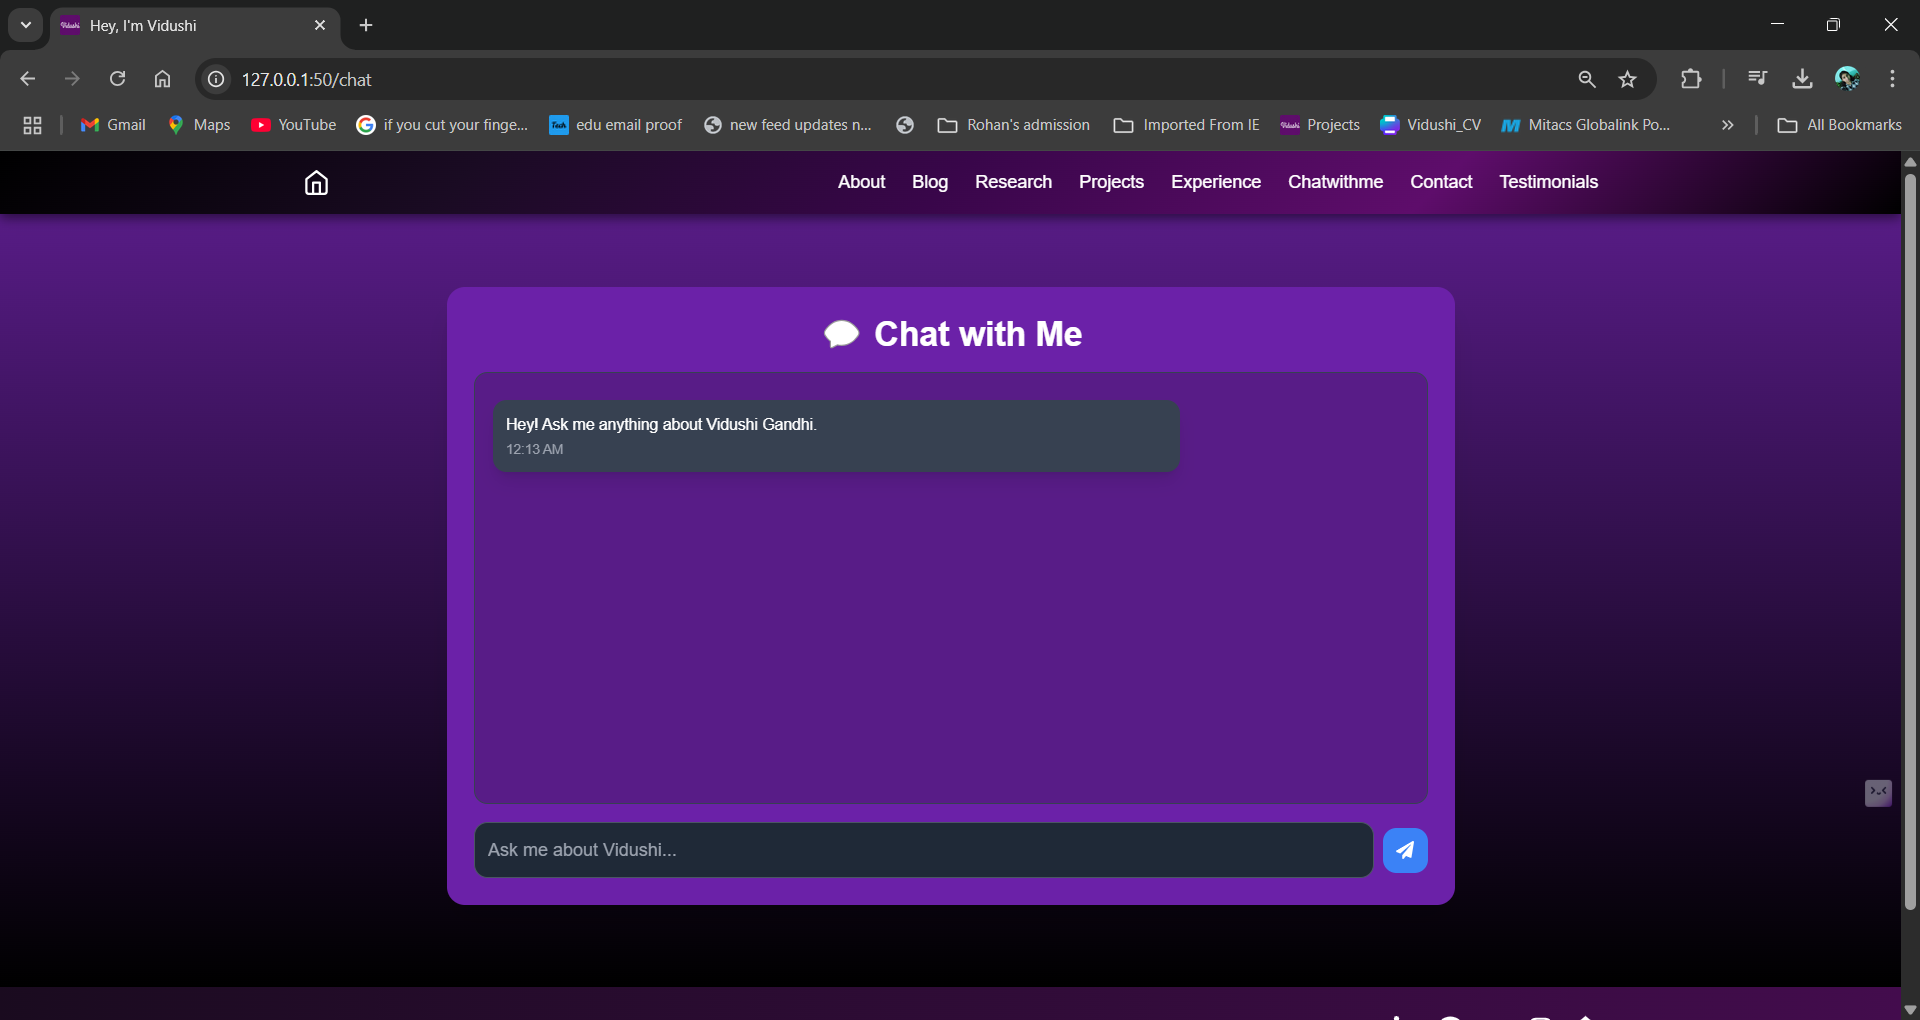 Hey, I'm Vidushi
127.0.0.1:50/chat
Gmail
Maps
YouTube
if you cut your finge...
Tech
edu email proof
new feed updates n...
Rohan's admission
Imported From IE
Vidushi
Projects
Vidushi_CV
Mitacs Globalink Po...
All Bookmarks
About Blog Research Projects Experience Chatwithme Contact Testimonials
Chat with Me
Hey! Ask me anything about Vidushi Gandhi.
12:13 AM
Ask me about Vidushi...